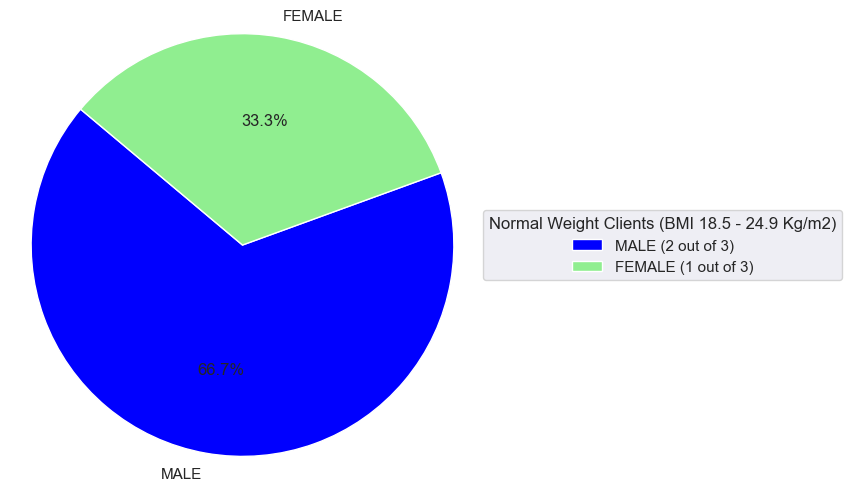 FEMALE
33.3%
Normal Weight Clients (BMI 18.5 - 24.9 Kg/m2)
MALE (2 out of 3)
FEMALE (1 out of 3)
66.7%
MALE